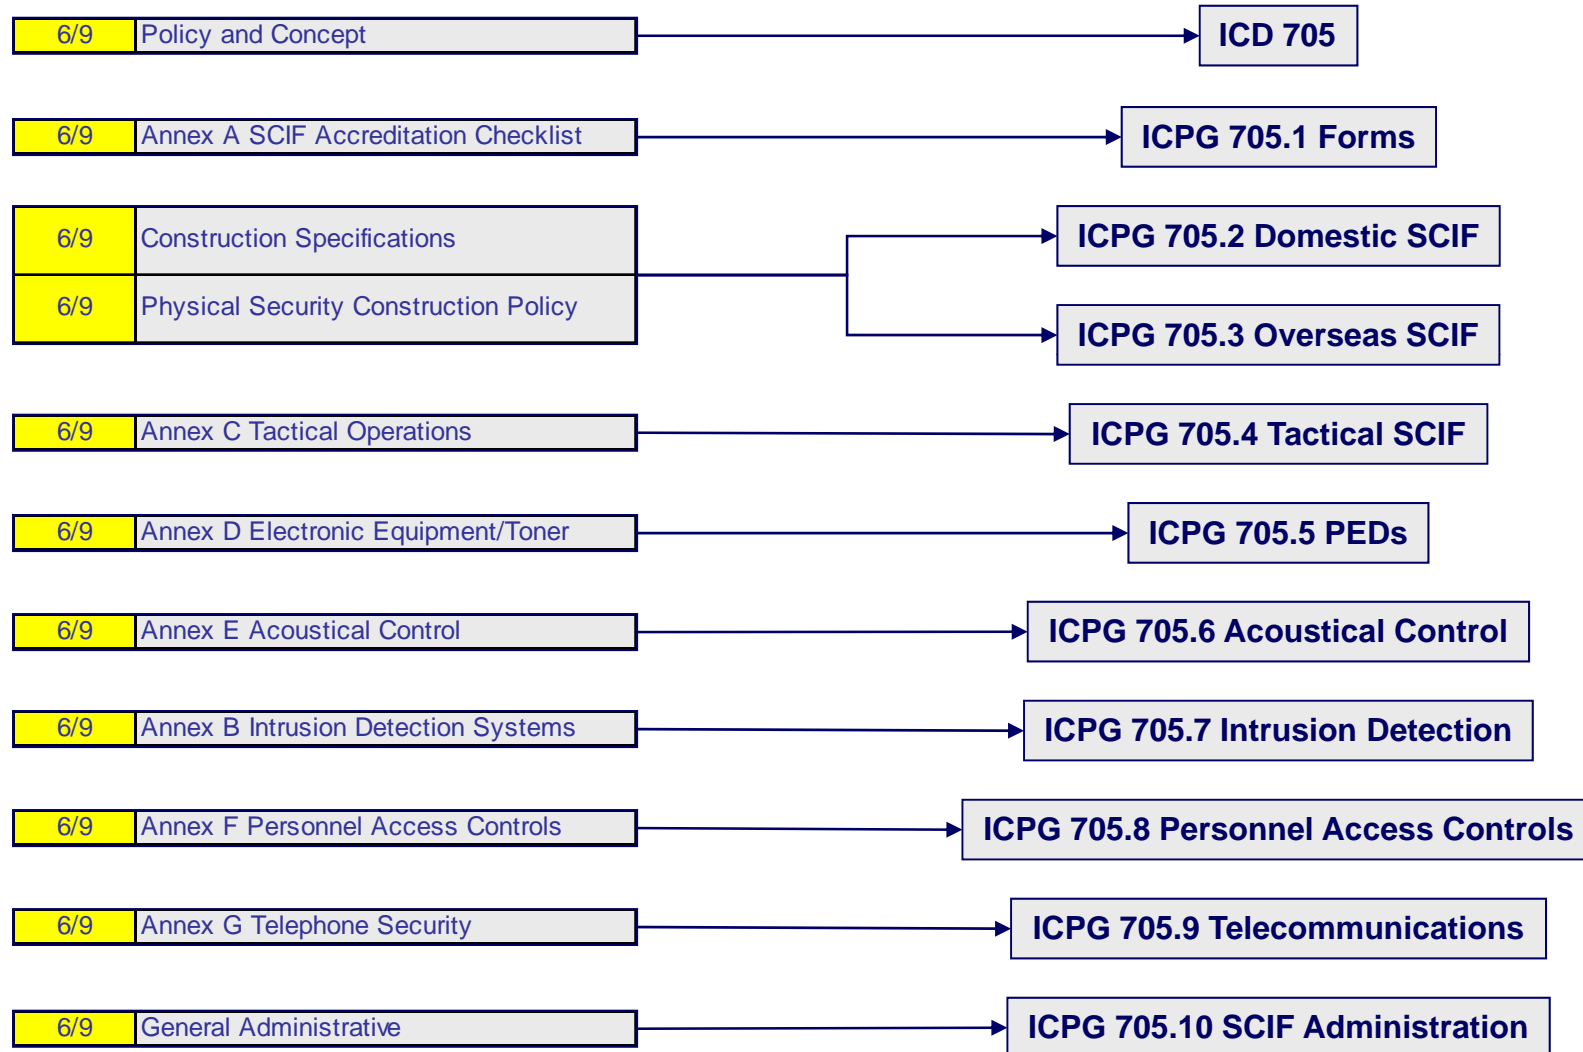 6/9 Policy and Concept ICD 705
6/9 Annex A SCIF Accreditation Checklist ICPG 705.1 Forms
6/9 Construction Specifications ICPG 705.2 Domestic SCIF
6/9 Physical Security Construction Policy ICPG 705.3 Overseas SCIF
6/9 Annex C Tactical Operations ICPG 705.4 Tactical SCIF
6/9 Annex D Electronic Equipment/Toner ICPG 705.5 PEDs
6/9 Annex E Acoustical Control ICPG 705.6 Acoustical Control
6/9 Annex B Intrusion Detection Systems ICPG 705.7 Intrusion Detection
6/9 Annex F Personnel Access Controls ICPG 705.8 Personnel Access Controls
6/9 Annex G Telephone Security ICPG 705.9 Telecommunications
6/9 General Administrative ICPG 705.10 SCIF Administration